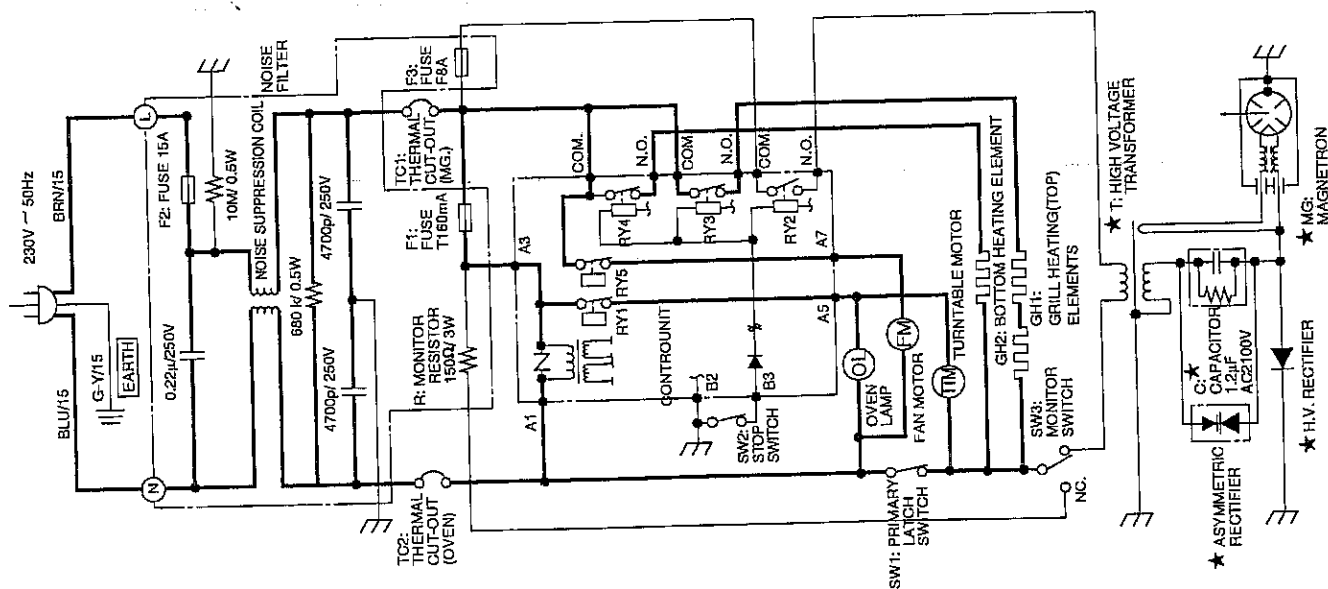 230V ~ 50Hz
BLU/15
BRN/15
G-Y/15
EARTH
N
L
F2: FUSE 15A
0.22µ/250V
10M/ 0.5W
NOISE SUPPRESSION COIL
NOISE
FILTER
680 k/ 0.5W
4700p/ 250V
4700p/ 250V
TC2:
THERMAL
CUT-OUT
(OVEN)
TC1:
THERMAL
CUT-OUT
(MG.)
F3:
FUSE
F8A
R: MONITOR
RESISTOR
150Ω/ 3W
F1:
FUSE
T160mA
A1
A3
COM.
N.O.
COM
N.O.
COM.
N.O.
RY4
RY3
RY2
RY1
RY5
CONTROUNIT
B2
B3
A5
A7
SW2:
STOP
SWITCH
O1
OVEN
LAMP
FM
FAN MOTOR
TTM
TURNTABLE MOTOR
GH2: BOTTOM HEATING ELEMENT
GH1:
GRILL HEATING(TOP)
ELEMENTS
SW1: PRIMARY
LATCH
SWITCH
SW3:
MONITOR
SWITCH
NC.
★ T: HIGH VOLTAGE
TRANSFORMER
C:★
CAPACITOR
1.2µF
AC2100V
★ ASYMMETRIC
RECTIFIER
★ H.V. RECTIFIER
★ MG:
MAGNETRON